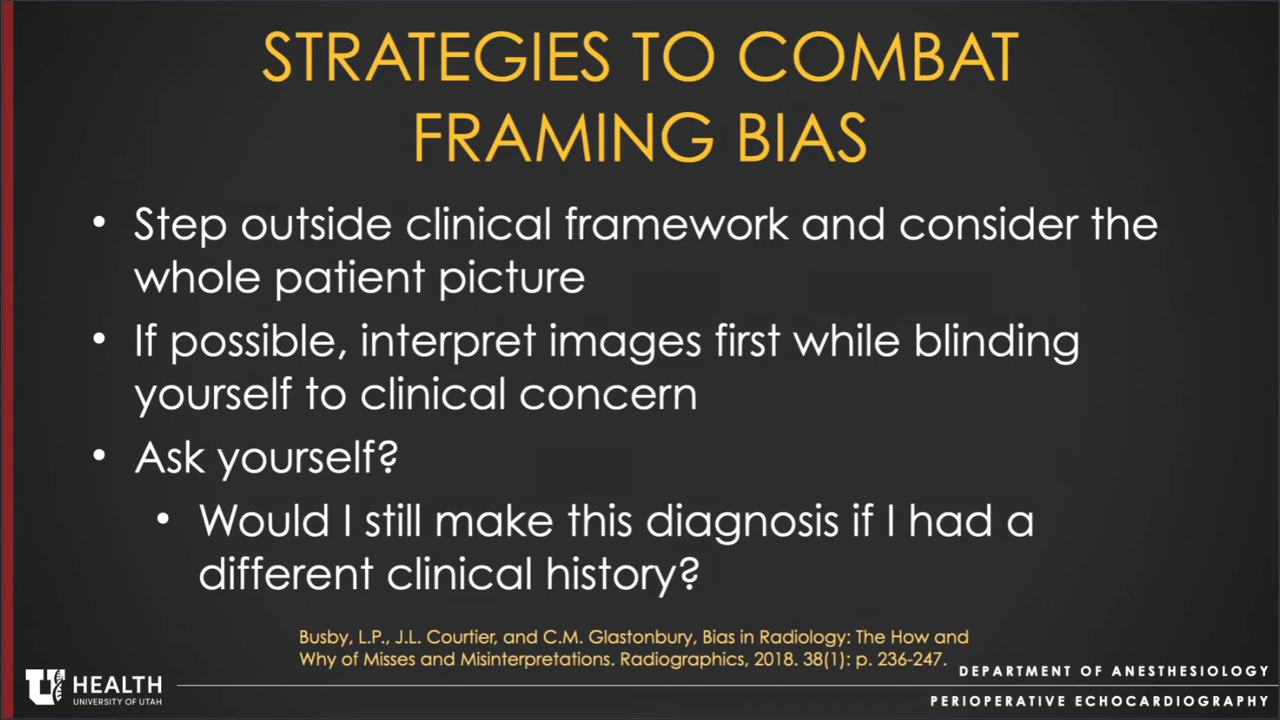 STRATEGIES TO COMBAT
FRAMING BIAS
• Step outside clinical framework and consider the
whole patient picture
• If possible, interpret images first while blinding
yourself to clinical concern
• Ask yourself?
• Would I still make this diagnosis if I had a
different clinical history?
Busby, L.P., J.L. Courtier, and C.M. Glastonbury, Bias in Radiology: The How and
Why of Misses and Misinterpretations. Radiographics, 2018. 38(1): p. 236-247.
DEPARTMENT OF ANESTHESIOLOGY
U HEALTH
UNIVERSITY OF UTAH
PERIOPERATIVE ECHOCARDIOGRAPHY